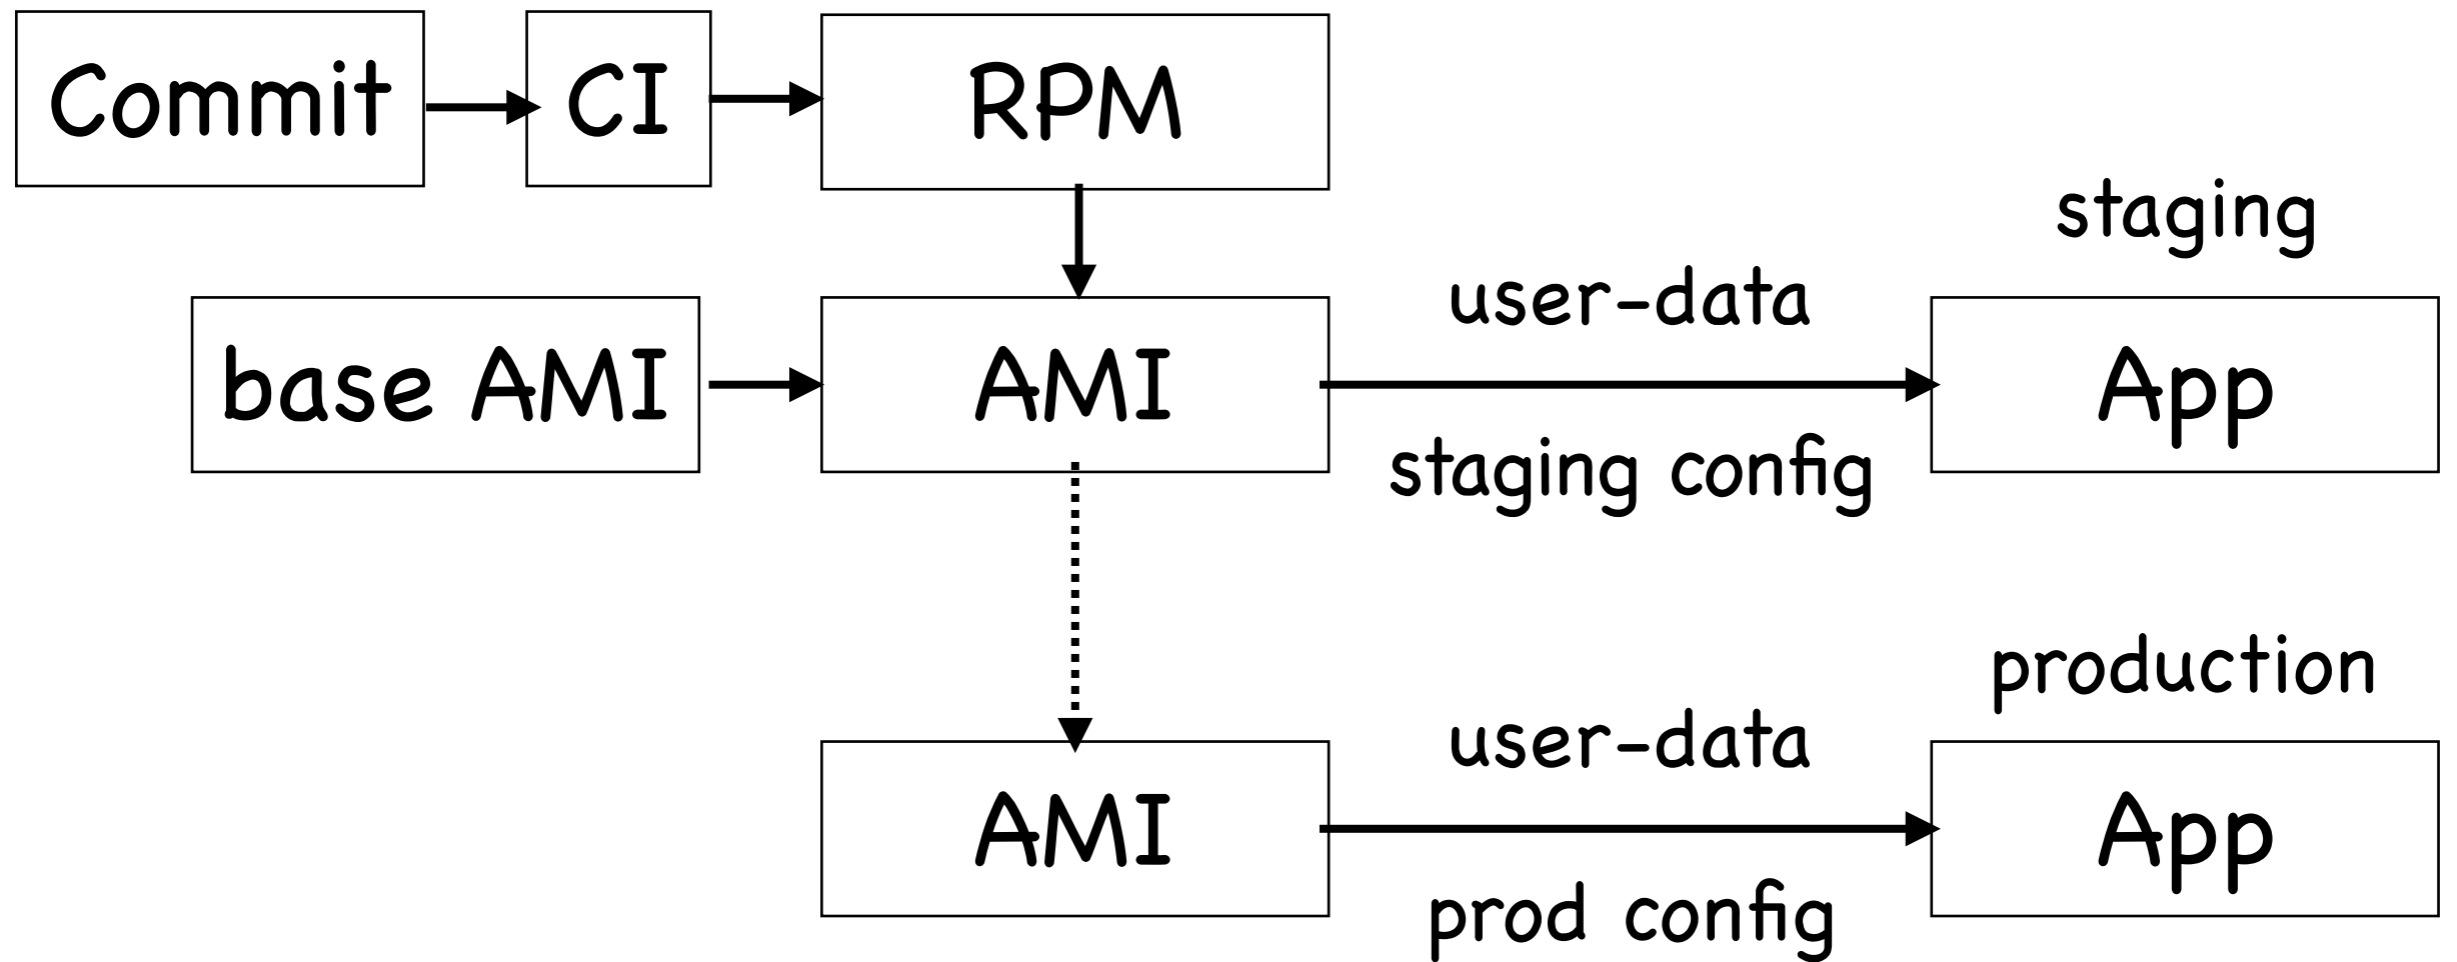 Commit
CI
RPM
staging
user-data
base AMI
AMI
App
staging config
production
user-data
AMI
App
prod config